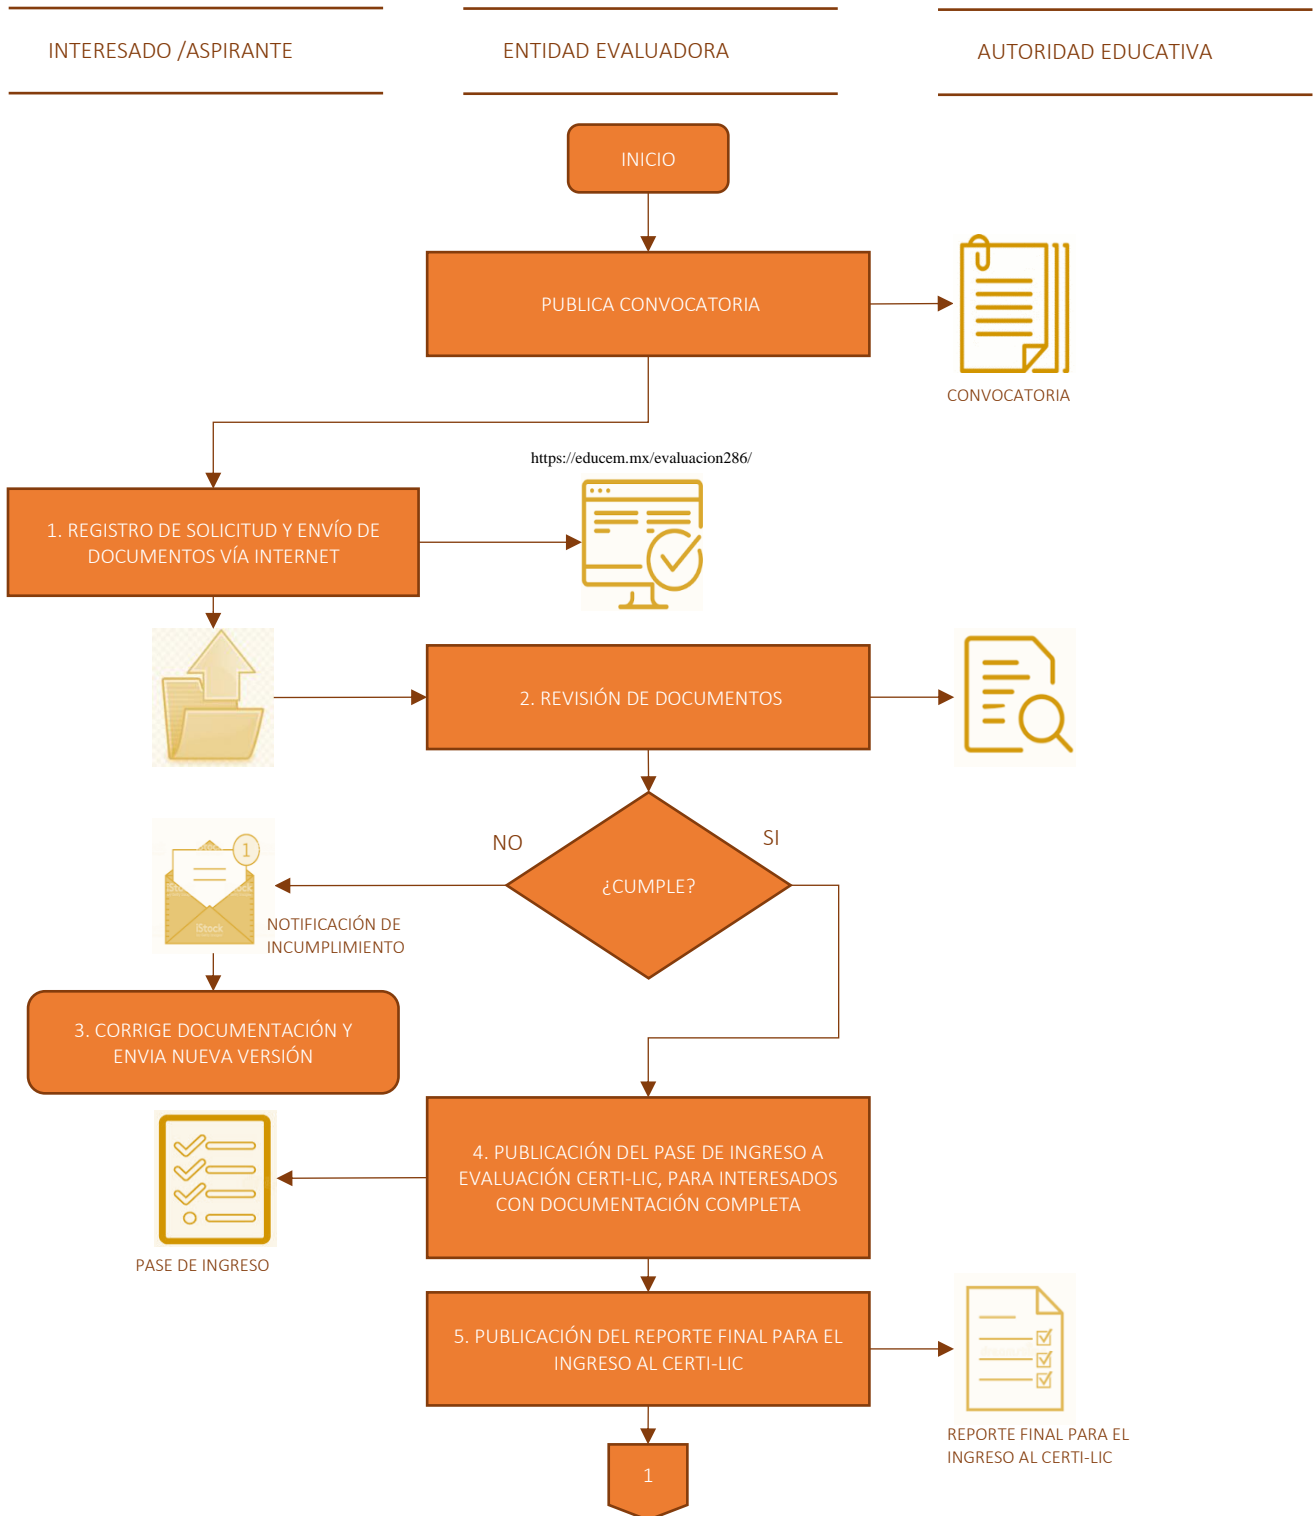 INTERESADO /ASPIRANTE
ENTIDAD EVALUADORA
AUTORIDAD EDUCATIVA
INICIO
PUBLICA CONVOCATORIA
CONVOCATORIA
https://educem.mx/evaluacion286/
1. REGISTRO DE SOLICITUD Y ENVÍO DE
DOCUMENTOS VÍA INTERNET
2. REVISIÓN DE DOCUMENTOS
NO
SI
¿CUMPLE?
1
iStock
NOTIFICACIÓN DE
INCUMPLIMIENTO
3. CORRIGE DOCUMENTACIÓN Y
ENVIA NUEVA VERSIÓN
4. PUBLICACIÓN DEL PASE DE INGRESO A
EVALUACIÓN CERTI-LIC, PARA INTERESADOS
CON DOCUMENTACIÓN COMPLETA
PASE DE INGRESO
5. PUBLICACIÓN DEL REPORTE FINAL PARA EL
INGRESO AL CERTI-LIC
REPORTE FINAL PARA EL
INGRESO AL CERTI-LIC
1